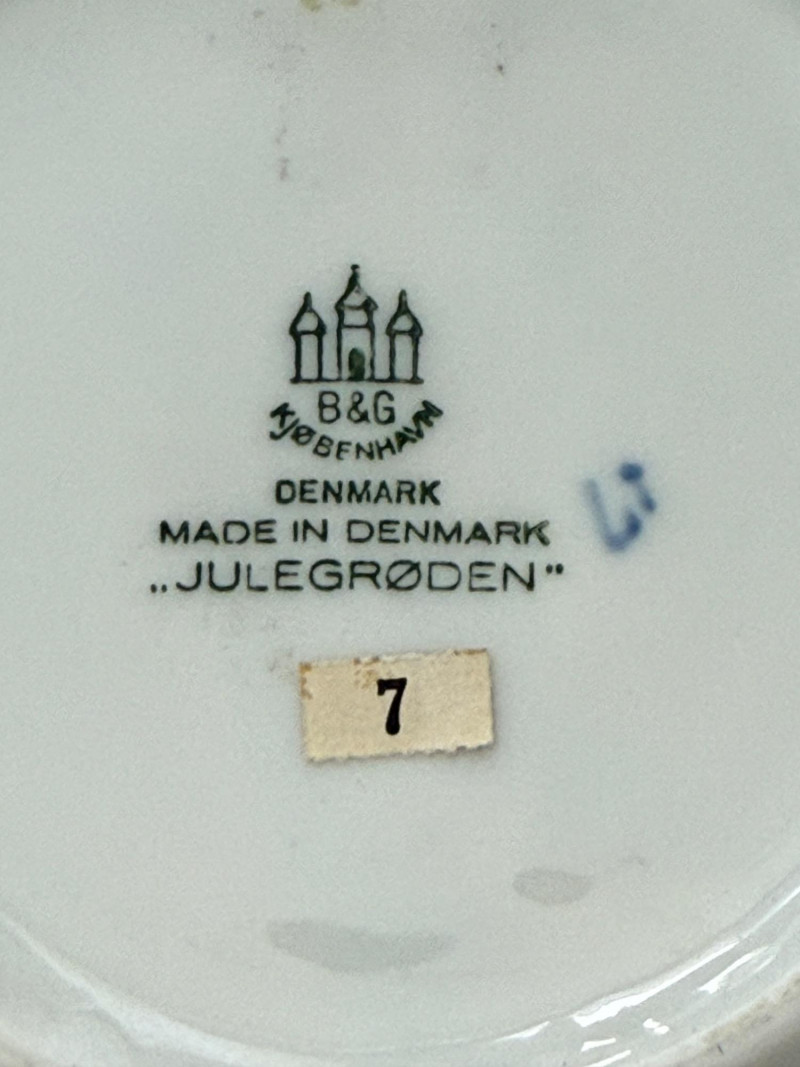 B&G
KJØBENHAVN
DENMARK
MADE IN DENMARK
„JULEGRØDEN”
7